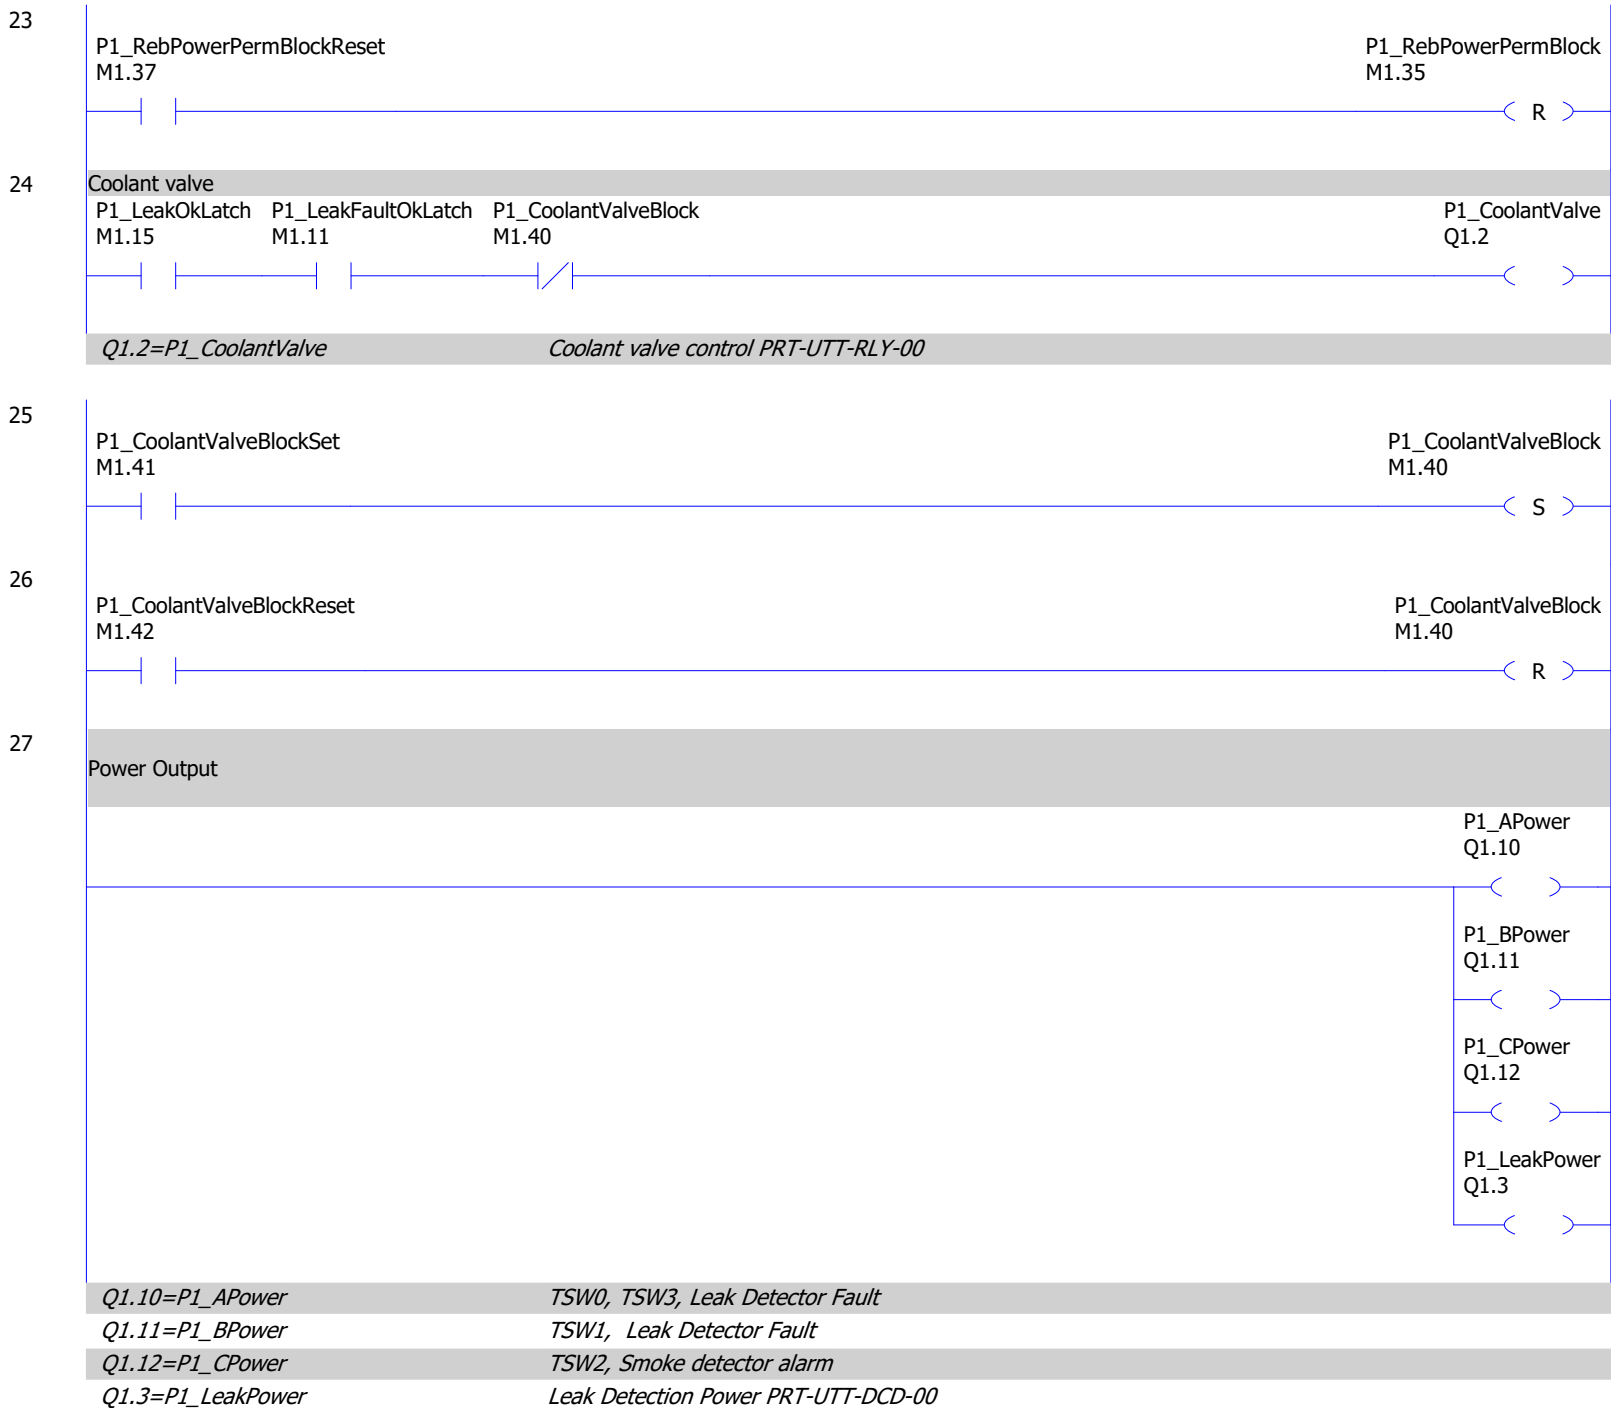 23
P1_RebPowerPermBlockReset P1_RebPowerPermBlock
M1.37 M1.35
R
24 Coolant valve
P1_LeakOkLatch P1_LeakFaultOkLatch P1_CoolantValveBlock P1_CoolantValve
M1.15 M1.11 M1.40 Q1.2
Q1.2=P1_CoolantValve Coolant valve control PRT-UTT-RLY-00
25
P1_CoolantValveBlockSet P1_CoolantValveBlock
M1.41 M1.40
S
26
P1_CoolantValveBlockReset P1_CoolantValveBlock
M1.42 M1.40
R
27
Power Output
P1_APower
Q1.10
P1_BPower
Q1.11
P1_CPower
Q1.12
P1_LeakPower
Q1.3
Q1.10=P1_APower TSW0, TSW3, Leak Detector Fault
Q1.11=P1_BPower TSW1, Leak Detector Fault
Q1.12=P1_CPower TSW2, Smoke detector alarm
Q1.3=P1_LeakPower Leak Detection Power PRT-UTT-DCD-00